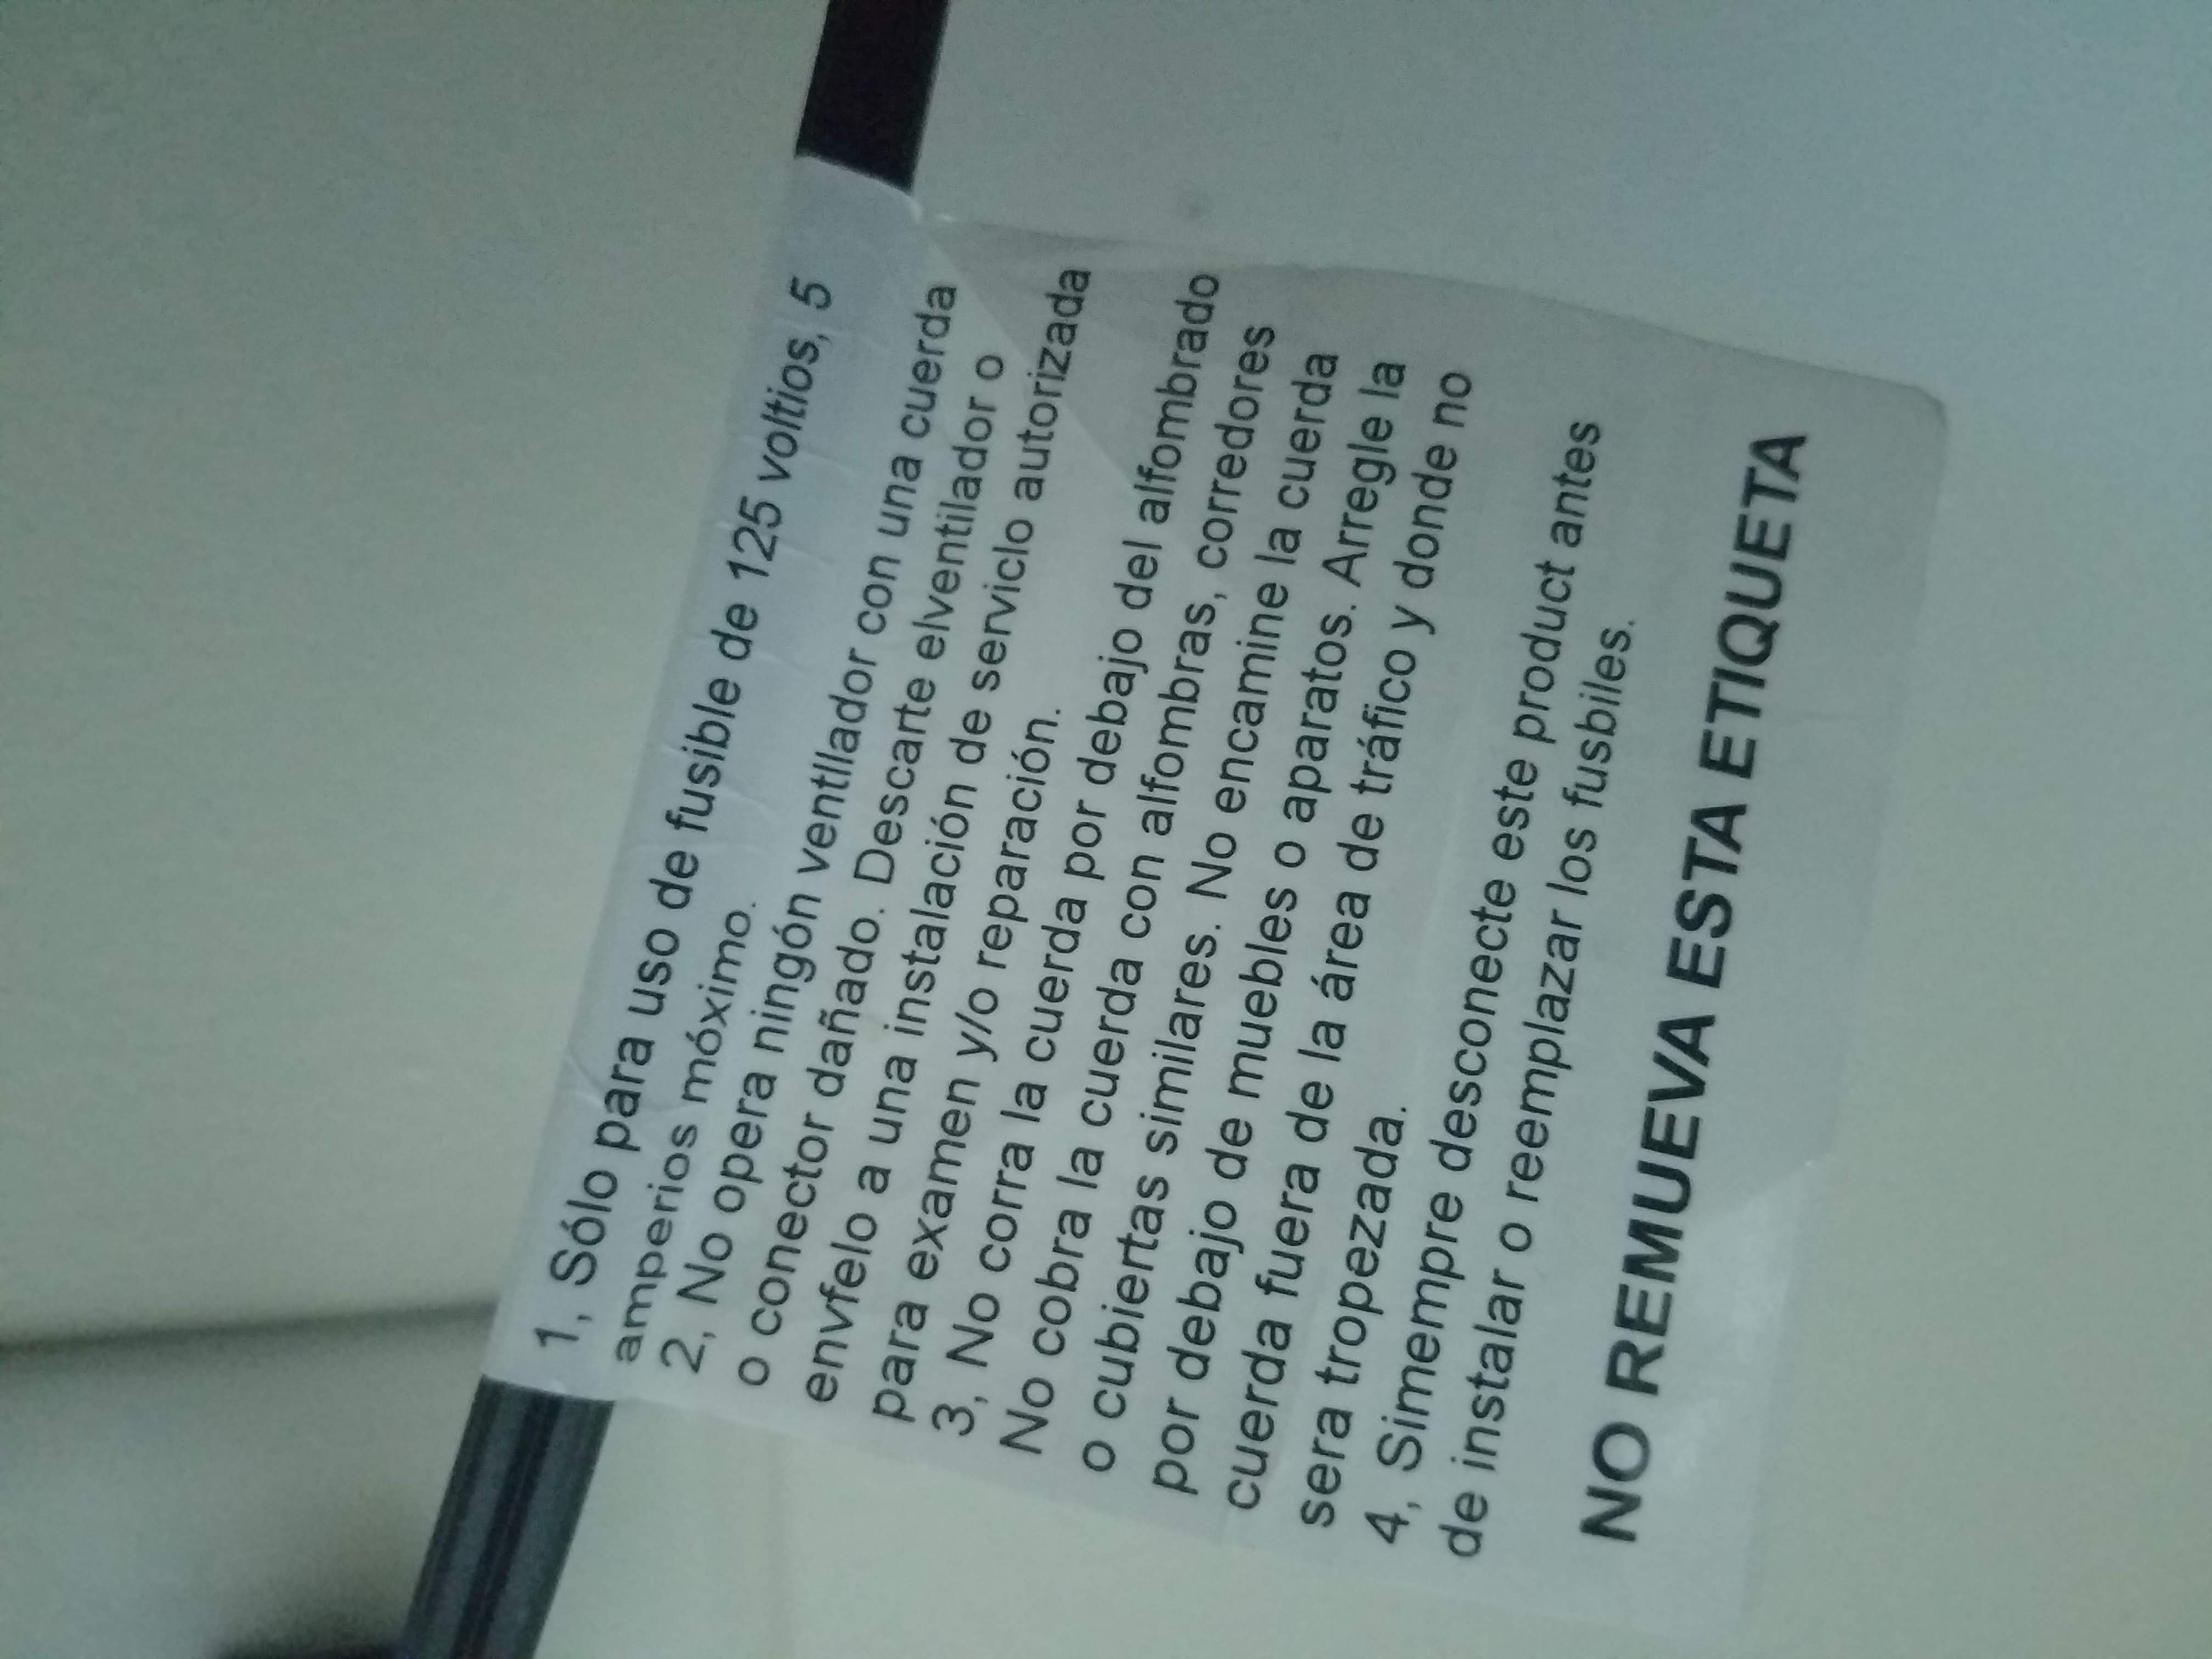 1, Sólo para uso de fusible de 125 voltios, 5
amperios móximo.
2, No opera ningón ventilador con una cuerda
o conector dañado. Descarte elventilador o
envfelo a una instalación de serviclo autorizada
para examen y/o reparación.
3, No corra la cuerda por debajo del alfombrado
No cobra la cuerda con alfombras, corredores
o cubiertas similares. No encamine la cuerda
por debajo de muebles o aparatos. Arregle la
cuerda fuera de la área de tráfico y donde no
sera tropezada.
4, Simempre desconecte este product antes
de instalar o reemplazar los fusbiles.
NO REMUEVA ESTA ETIQUETA